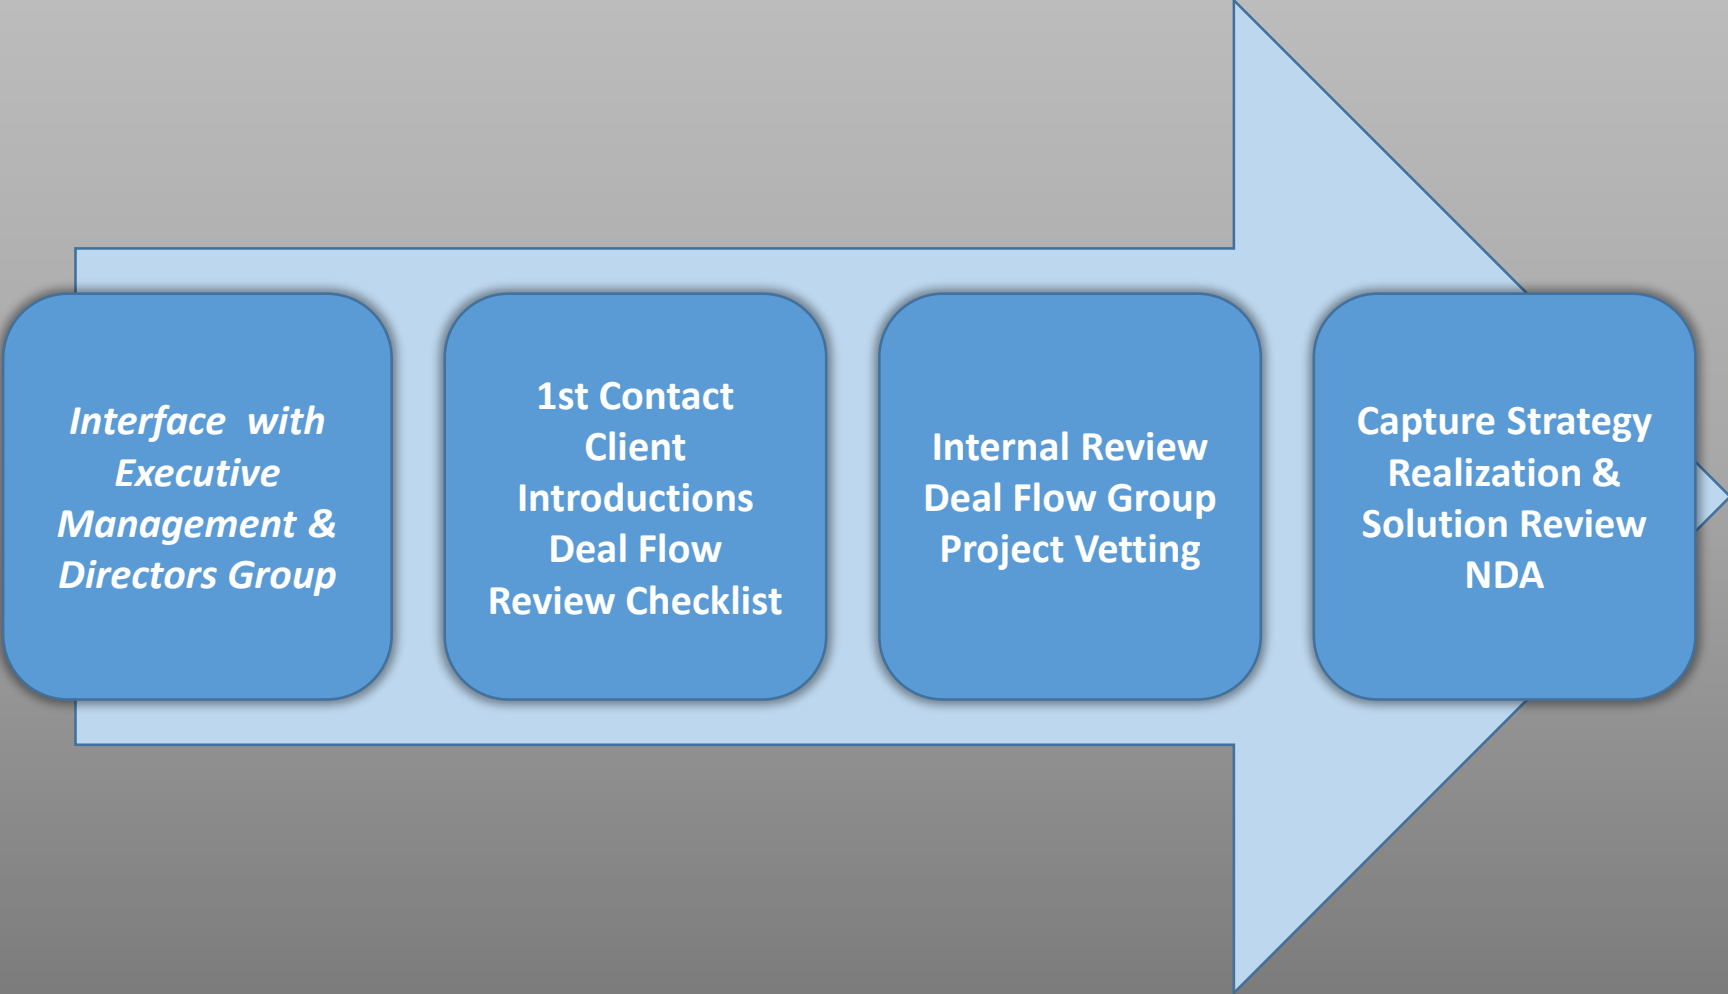 Interface  with
Executive
Management &
Directors Group
1st Contact
Client
Introductions
Deal Flow
Review Checklist
Internal Review
Deal Flow Group
Project Vetting
Capture Strategy
Realization &
Solution Review
NDA